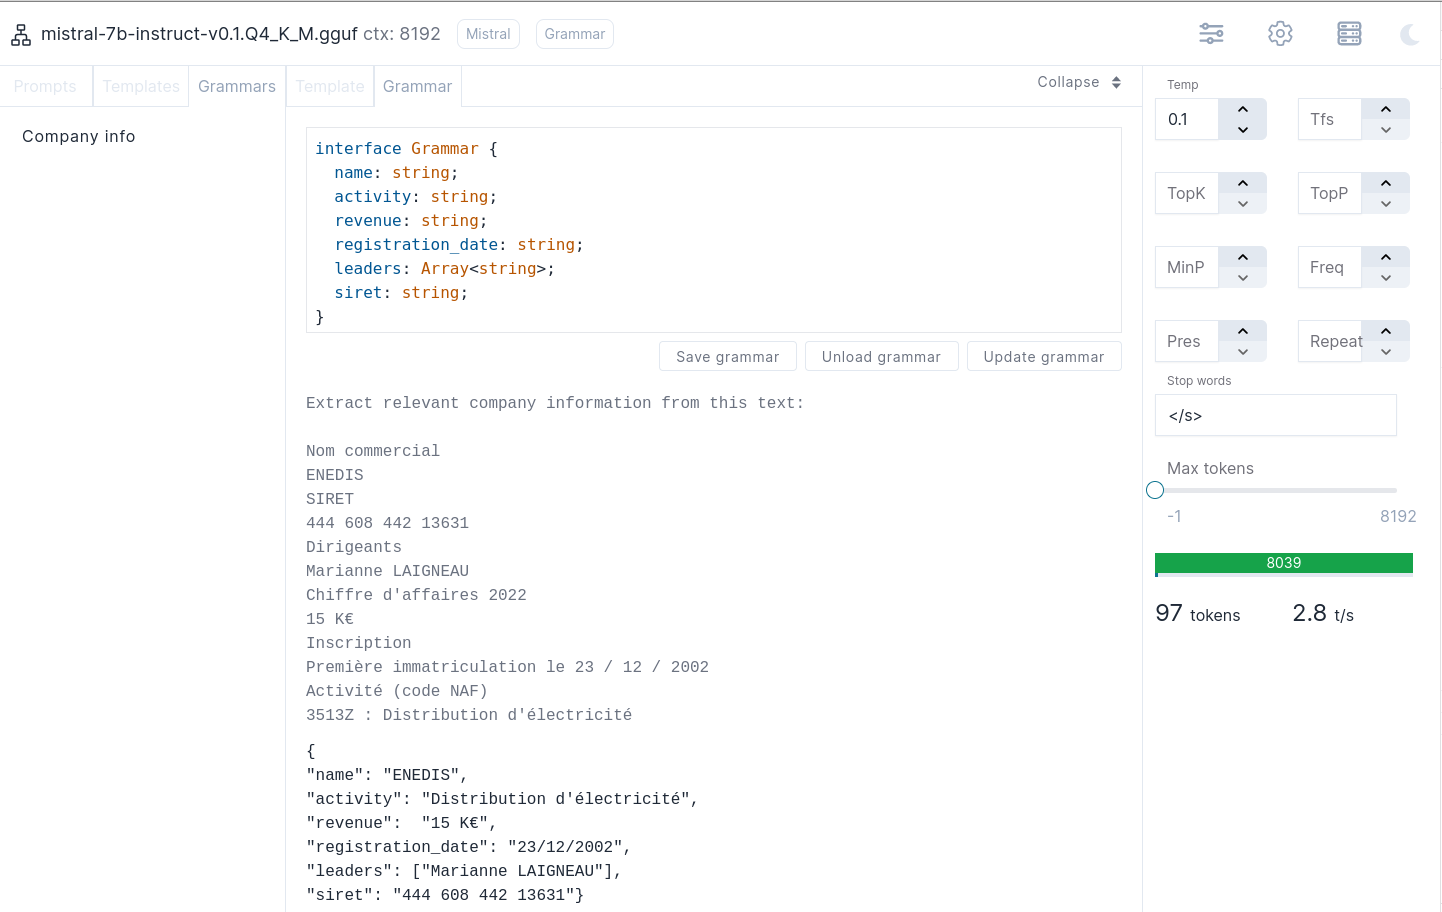 mistral-7b-instruct-v0.1.Q4_K_M.gguf ctx: 8192 Mistral Grammar
Prompts Templates Grammars Template Grammar Collapse
Company info
interface Grammar {
  name: string;
  activity: string;
  revenue: string;
  registration_date: string;
  leaders: Array<string>;
  siret: string;
}
Save grammar Unload grammar Update grammar
Extract relevant company information from this text:
Nom commercial
ENEDIS
SIRET
444 608 442 13631
Dirigeants
Marianne LAIGNEAU
Chiffre d'affaires 2022
15 K€
Inscription
Première immatriculation le 23 / 12 / 2002
Activité (code NAF)
3513Z : Distribution d'électricité
{
"name": "ENEDIS",
"activity": "Distribution d'électricité",
"revenue":  "15 K€",
"registration_date": "23/12/2002",
"leaders": ["Marianne LAIGNEAU"],
"siret": "444 608 442 13631"}
Temp
0.1 Tfs
TopK TopP
MinP Freq
Pres Repeat
Stop words
</s>
Max tokens
-1 8192
8039
97 tokens 2.8 t/s